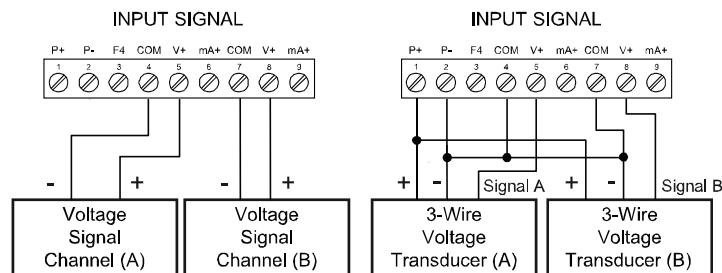 INPUT SIGNAL
P+ P- F4 COM V+ mA+ COM V+ mA+
1 2 3 4 5 6 7 8 9
- + - +
Voltage
Signal
Channel (A)
Voltage
Signal
Channel (B)
INPUT SIGNAL
P+ P- F4 COM V+ mA+ COM V+ mA+
1 2 3 4 5 6 7 8 9
+ - Signal A + - Signal B
3-Wire
Voltage
Transducer (A)
3-Wire
Voltage
Transducer (B)